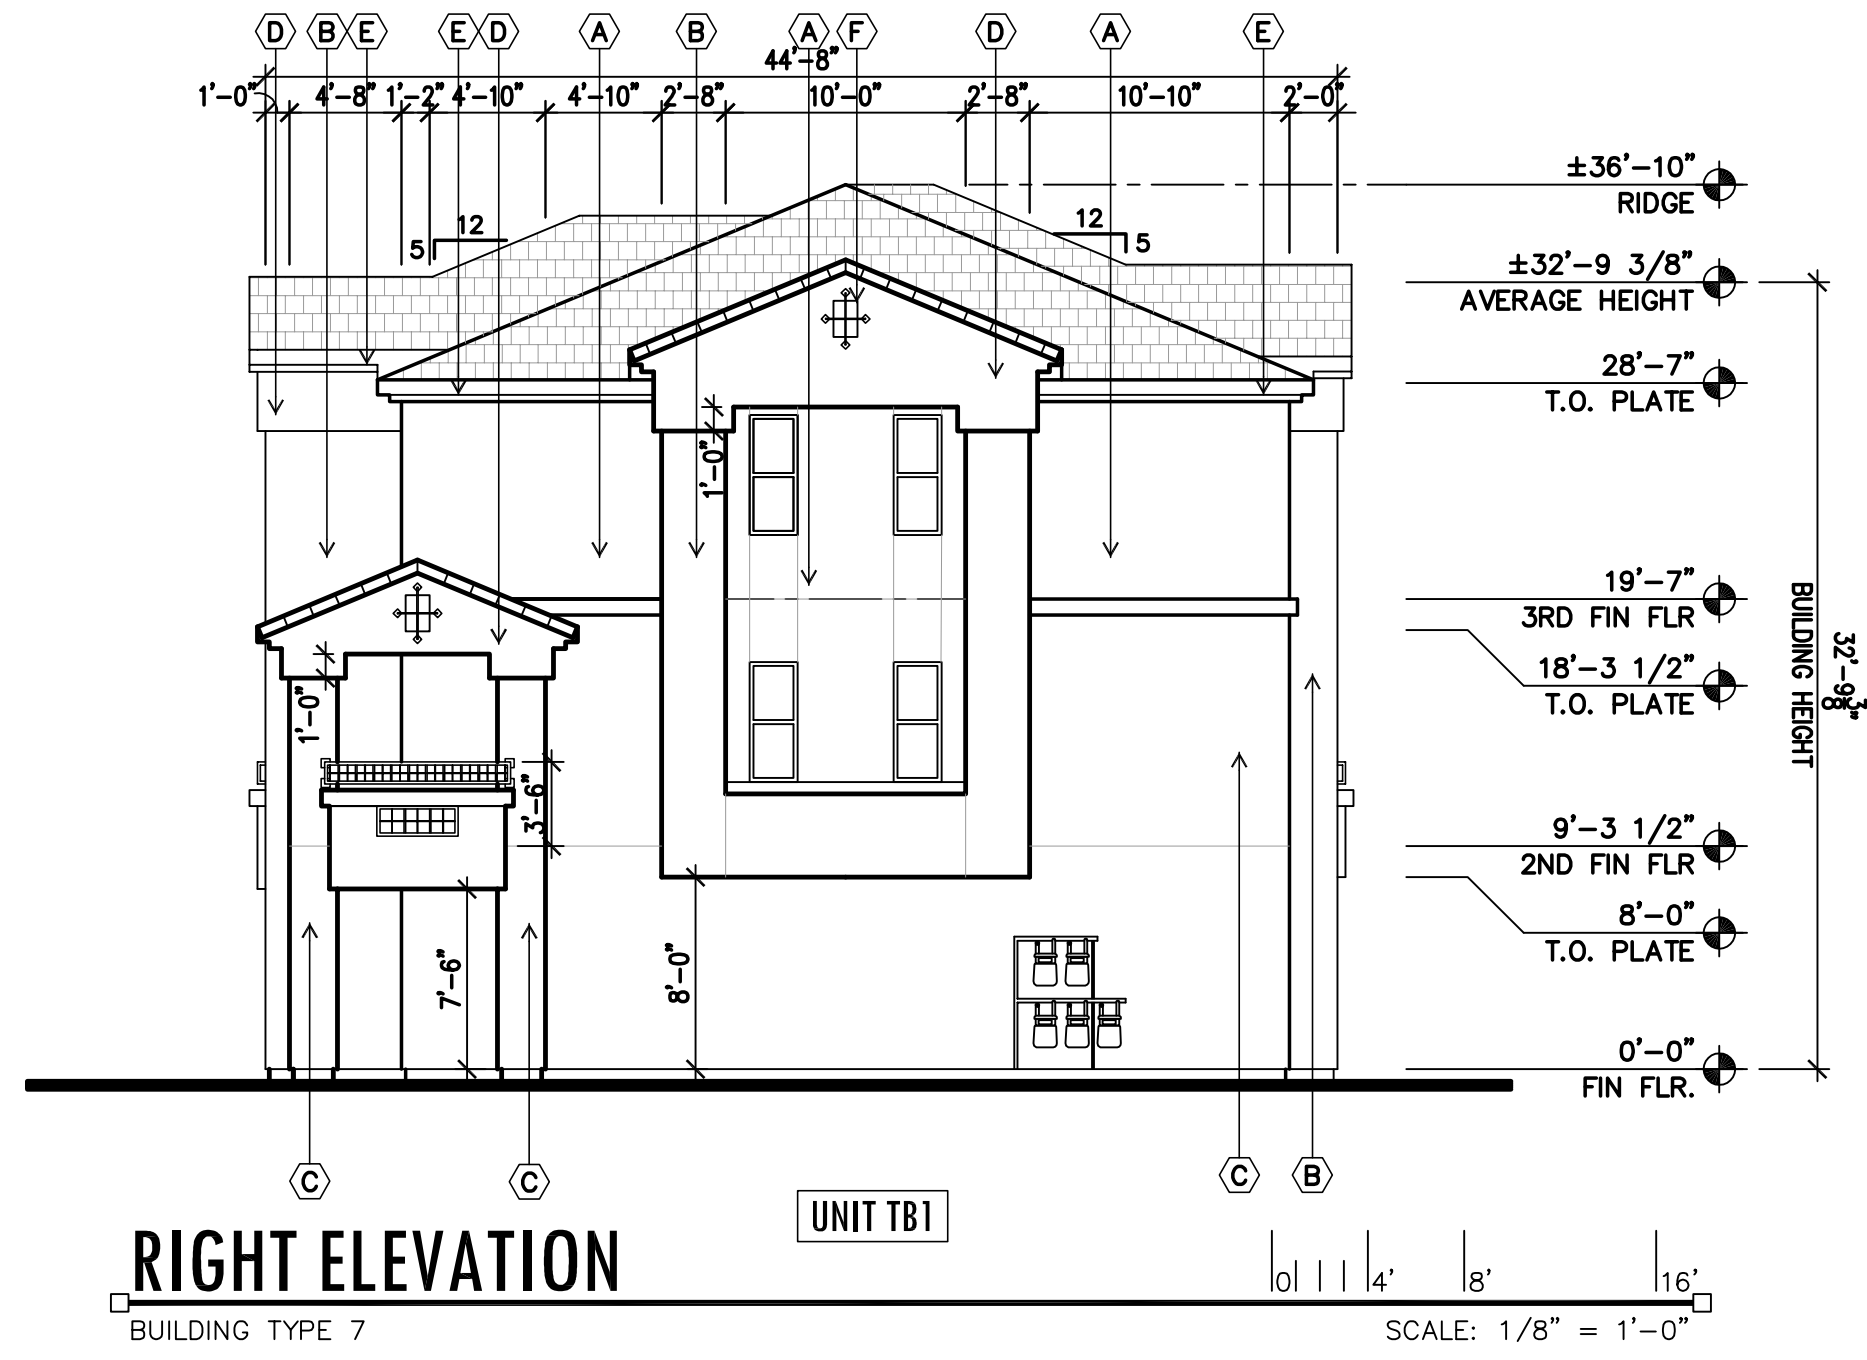 D B E E D A B A F D A E
44'-8"
1'-0" 4'-8" 1'-2" 4'-10" 4'-10" 2'-8" 10'-0" 2'-8" 10'-10" 2'-0"
±36'-10"
RIDGE
12
5
12
5
±32'-9 3/8"
AVERAGE HEIGHT
28'-7"
T.O. PLATE
1'-0"
19'-7"
3RD FIN FLR
18'-3 1/2"
T.O. PLATE
BUILDING HEIGHT
32'-9 3/8"
1'-0"
3'-6"
9'-3 1/2"
2ND FIN FLR
8'-0"
T.O. PLATE
7'-6"
8'-0"
0'-0"
FIN FLR.
C C C B
UNIT TB1
RIGHT ELEVATION
0 4' 8' 16'
BUILDING TYPE 7
SCALE: 1/8" = 1'-0"